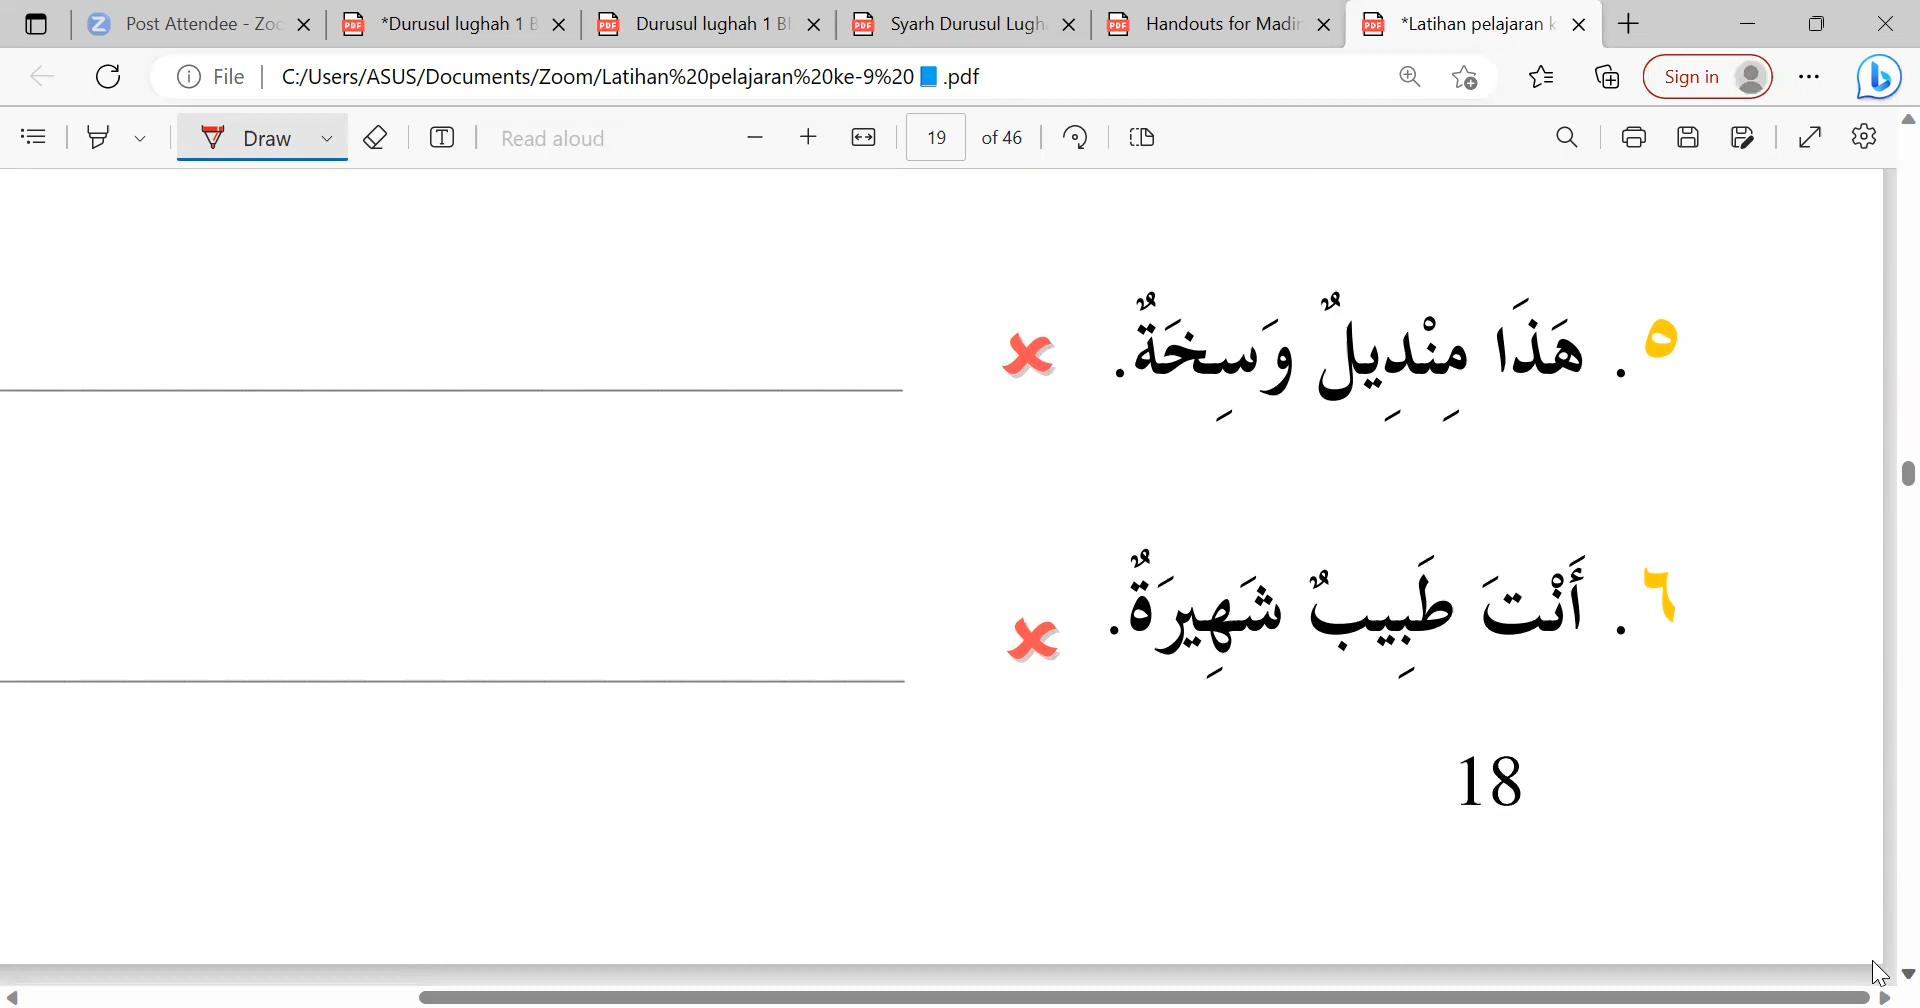 Post Attendee - Zoo
*Durusul lughah 1 B
Durusul lughah 1 Bl
Syarh Durusul Lugh
Handouts for Madin
*Latihan pelajaran k
File C:/Users/ASUS/Documents/Zoom/Latihan%20pelajaran%20ke-9%20📘.pdf Sign in
Draw T Read aloud 19 of 46
٥. هَذَا مِنْدِيلٌ وَسِخَةٌ.
٦. أَنْتَ طَبِيبٌ شَهِيرَةٌ.
18